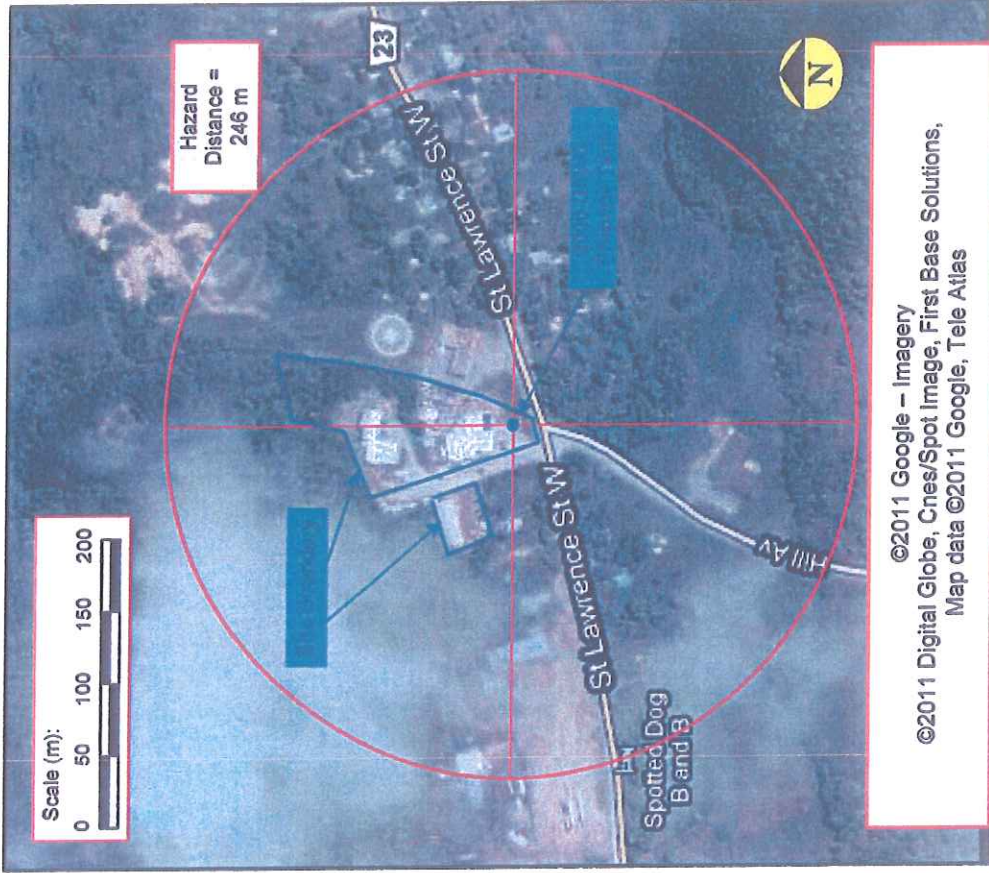 Scale (m):
0 50 100 150 200
Hazard
Distance =
246 m
23
St Lawrence St W
St Lawrence St W
Hill Av
Spotted Dog
B and B
N
©2011 Google – Imagery
©2011 Digital Globe, Cnes/Spot Image, First Base Solutions,
Map data ©2011 Google, Tele Atlas